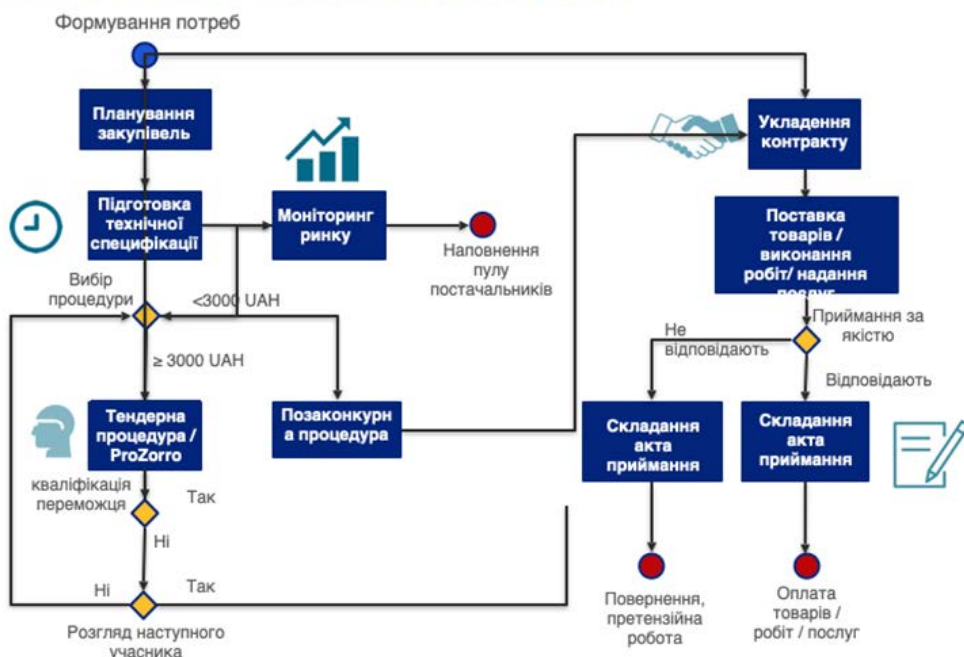 Формування потреб
Планування
закупівель
Підготовка
технічної
специфікації
Моніторинг
ринку
Наповнення
пулу
постачальників
Вибір
процедури
<3000 UAH
≥ 3000 UAH
Тендерна
процедура /
ProZorro
Позаконкурн
а процедура
кваліфікація
переможця
Так
Ні
Ні
Так
Розгляд наступного
учасника
Укладення
контракту
Поставка
товарів /
виконання
робіт/ надання
послуг
Приймання за
якістю
Не
відповідають
Відповідають
Складання
акта
приймання
Складання
акта
приймання
Повернення,
претензійна
робота
Оплата
товарів /
робіт / послуг